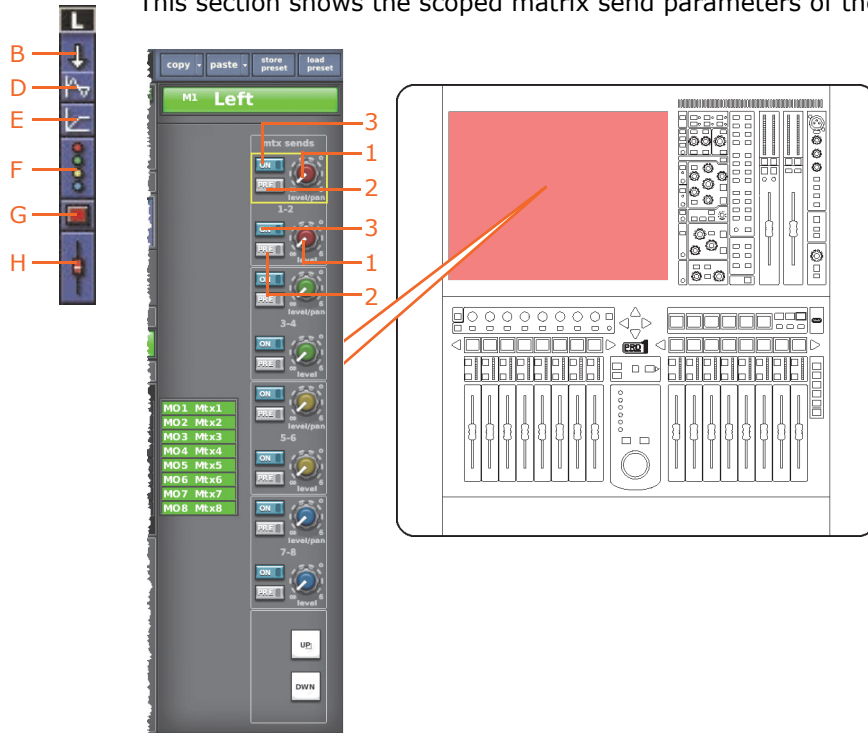 This section shows the scoped matrix send parameters of the
L
B
D
E
F
G
H
copy paste store preset load preset
M1 Left
mtx sends
ON
PRE
level/pan
1-2
ON
PRE
level
ON
PRE
level/pan
3-4
ON
PRE
level
ON
PRE
level/pan
5-6
ON
PRE
level
ON
PRE
level/pan
7-8
ON
PRE
level
∞ 6
0
3
1
2
3
1
2
MO1 Mtx1
MO2 Mtx2
MO3 Mtx3
MO4 Mtx4
MO5 Mtx5
MO6 Mtx6
MO7 Mtx7
MO8 Mtx8
UP
DWN
PRO1